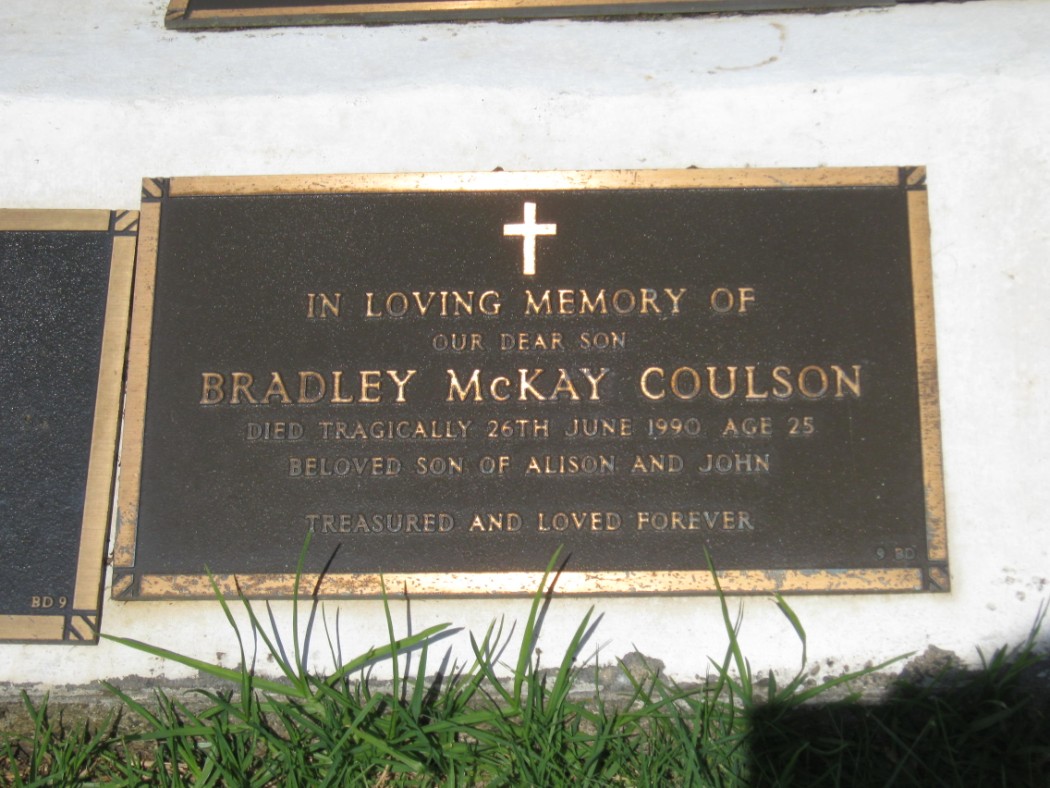 IN LOVING MEMORY OF
OUR DEAR SON
BRADLEY McKAY COULSON
DIED TRAGICALLY 26TH JUNE 1990 AGE 25
BELOVED SON OF ALISON AND JOHN
TREASURED AND LOVED FOREVER
9 BD
BD 9